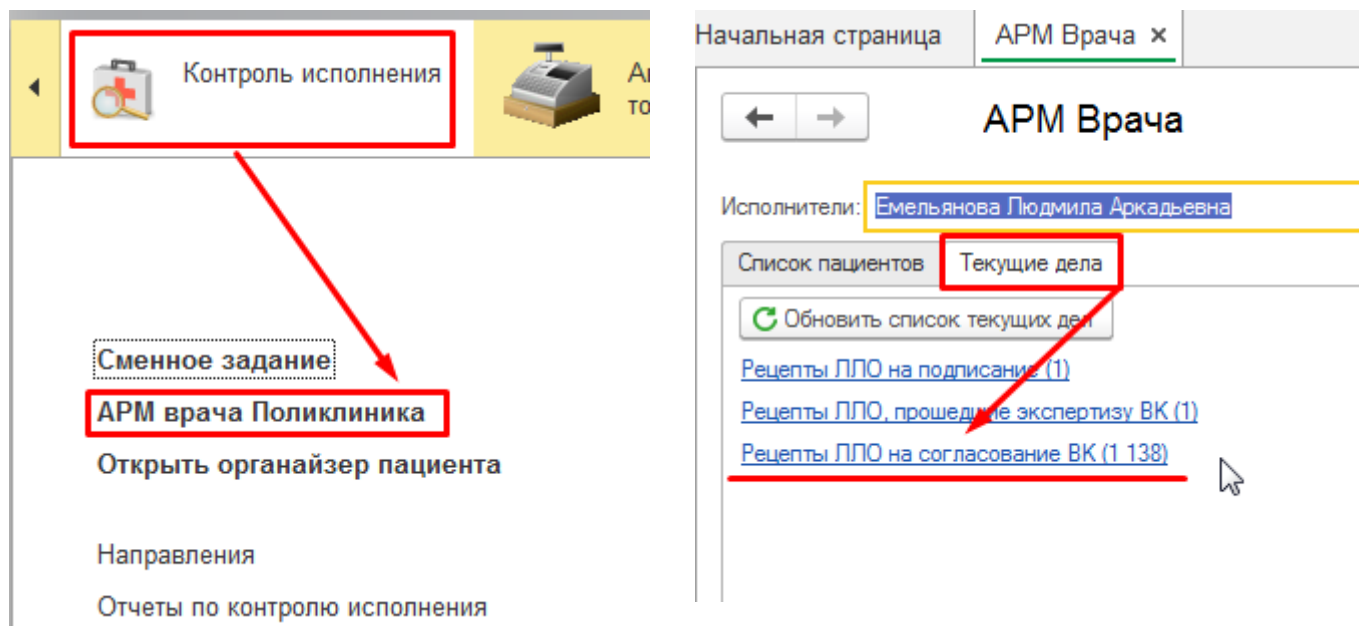 Контроль исполнения
Сменное задание
АРМ врача Поликлиника
Открыть органайзер пациента
Направления
Отчеты по контролю исполнения
Начальная страница
АРМ Врача ×
АРМ Врача
Исполнители: Емельянова Людмила Аркадьевна
Список пациентов Текущие дела
Обновить список текущих дел
Рецепты ЛЛО на подписание (1)
Рецепты ЛЛО, прошедшие экспертизу ВК (1)
Рецепты ЛЛО на согласование ВК (1 138)